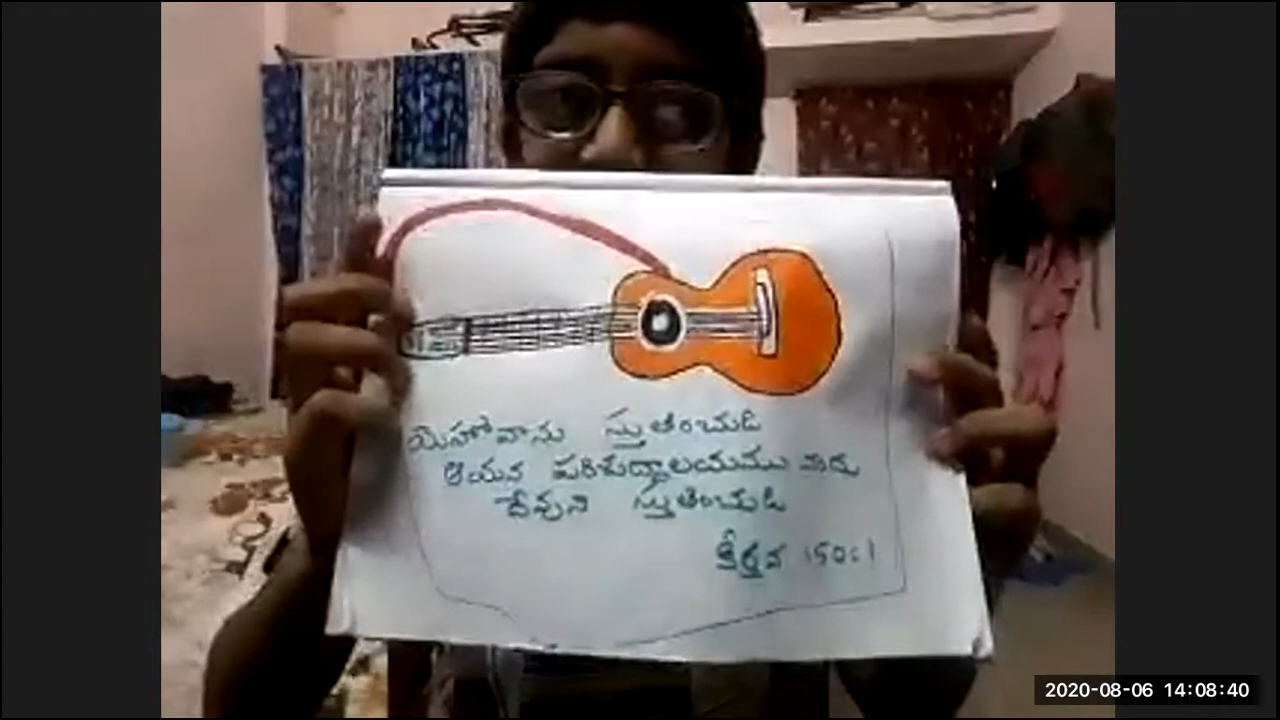 యెహోవాను స్తుతించుడి
ఆయన పరిశుద్ధాలయము నందు
దేవుని స్తుతించుడి
కీర్తన 150:1
2020-08-06 14:08:40